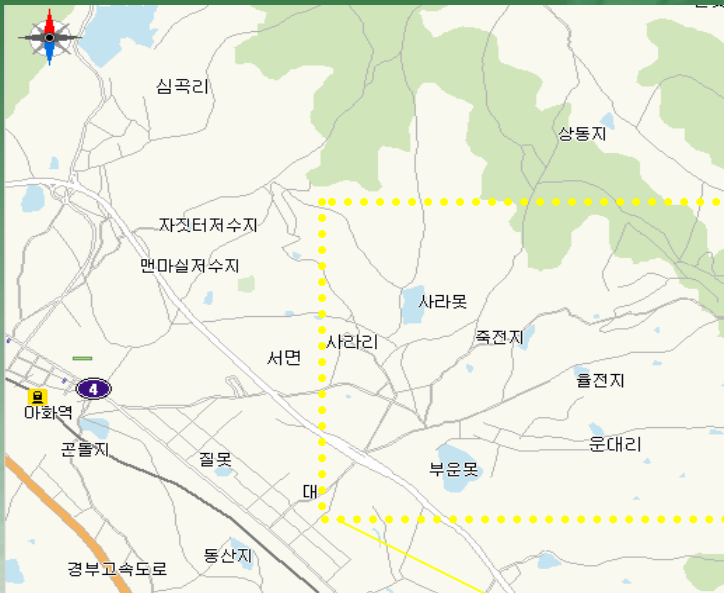 심곡리
상동지
자짓터저수지
맨마실저수지
사라못
죽전지
사라리
서면
율전지
4
아화역
운대리
곤돌지
질못
부운못
대
동산지
경부고속도로